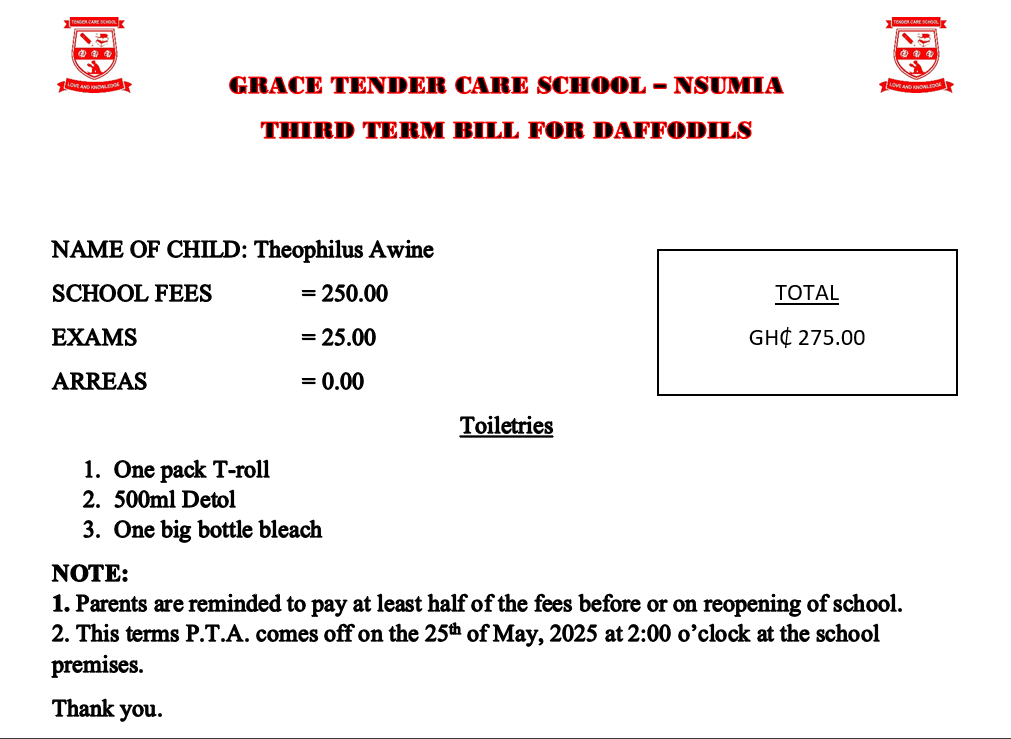 TENDER CARE SCHOOL
LOVE AND KNOWLEDGE
TENDER CARE SCHOOL
LOVE AND KNOWLEDGE
GRACE TENDER CARE SCHOOL – NSUMIA
THIRD TERM BILL FOR DAFFODILS
NAME OF CHILD: Theophilus Awine
SCHOOL FEES = 250.00
EXAMS = 25.00
ARREAS = 0.00
TOTAL
GH₵ 275.00
Toiletries
1. One pack T-roll
2. 500ml Detol
3. One big bottle bleach
NOTE:
1. Parents are reminded to pay at least half of the fees before or on reopening of school.
2. This terms P.T.A. comes off on the 25th of May, 2025 at 2:00 o’clock at the school
premises.
Thank you.